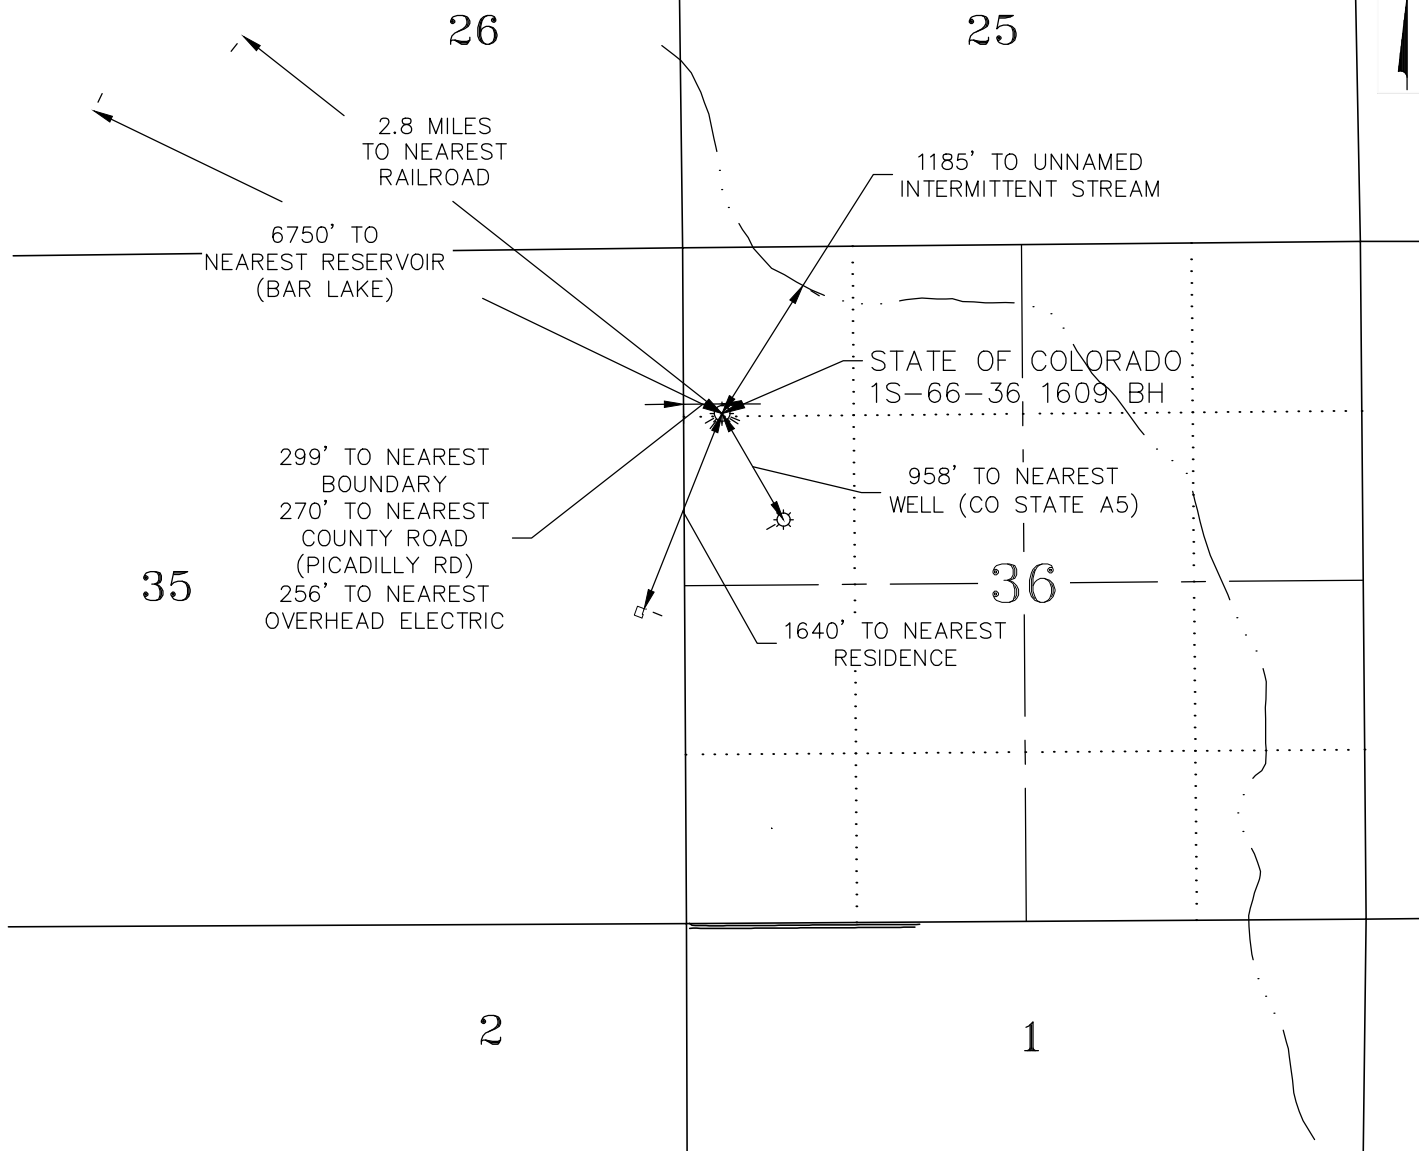 26
25
2.8 MILES
TO NEAREST
RAILROAD
1185' TO UNNAMED
INTERMITTENT STREAM
6750' TO
NEAREST RESERVOIR
(BAR LAKE)
STATE OF COLORADO
1S-66-36 1609 BH
299' TO NEAREST
BOUNDARY
270' TO NEAREST
COUNTY ROAD
(PICADILLY RD)
256' TO NEAREST
OVERHEAD ELECTRIC
958' TO NEAREST
WELL (CO STATE A5)
35
36
1640' TO NEAREST
RESIDENCE
2
1